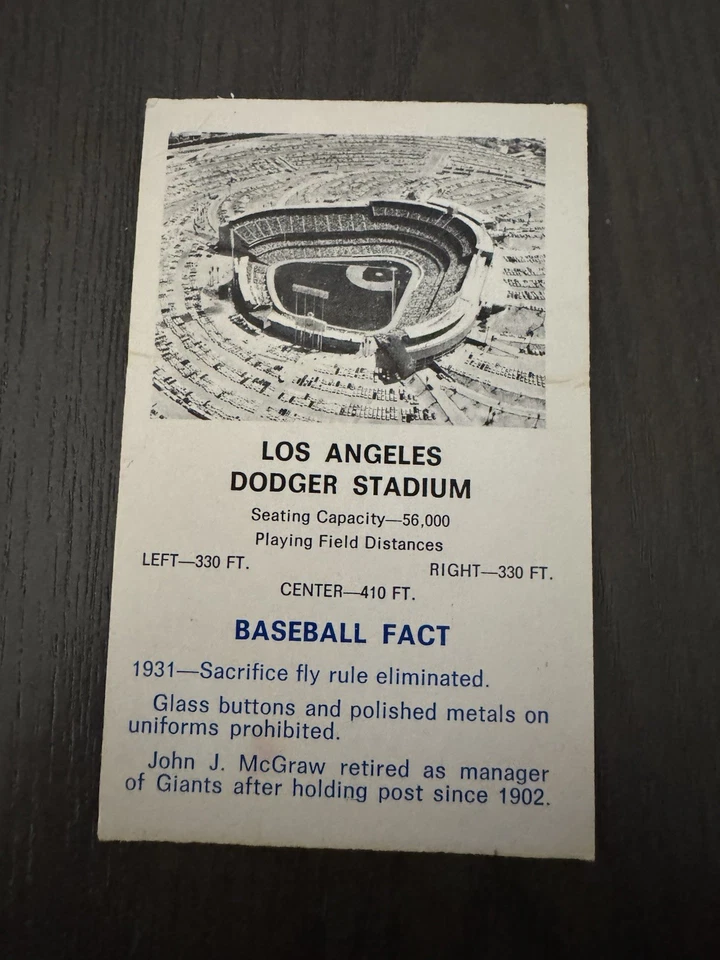 LOS ANGELES
DODGER STADIUM
Seating Capacity—56,000
Playing Field Distances
LEFT—330 FT.
RIGHT—330 FT.
CENTER—410 FT.
BASEBALL FACT
1931—Sacrifice fly rule eliminated.
Glass buttons and polished metals on
uniforms prohibited.
John J. McGraw retired as manager
of Giants after holding post since 1902.